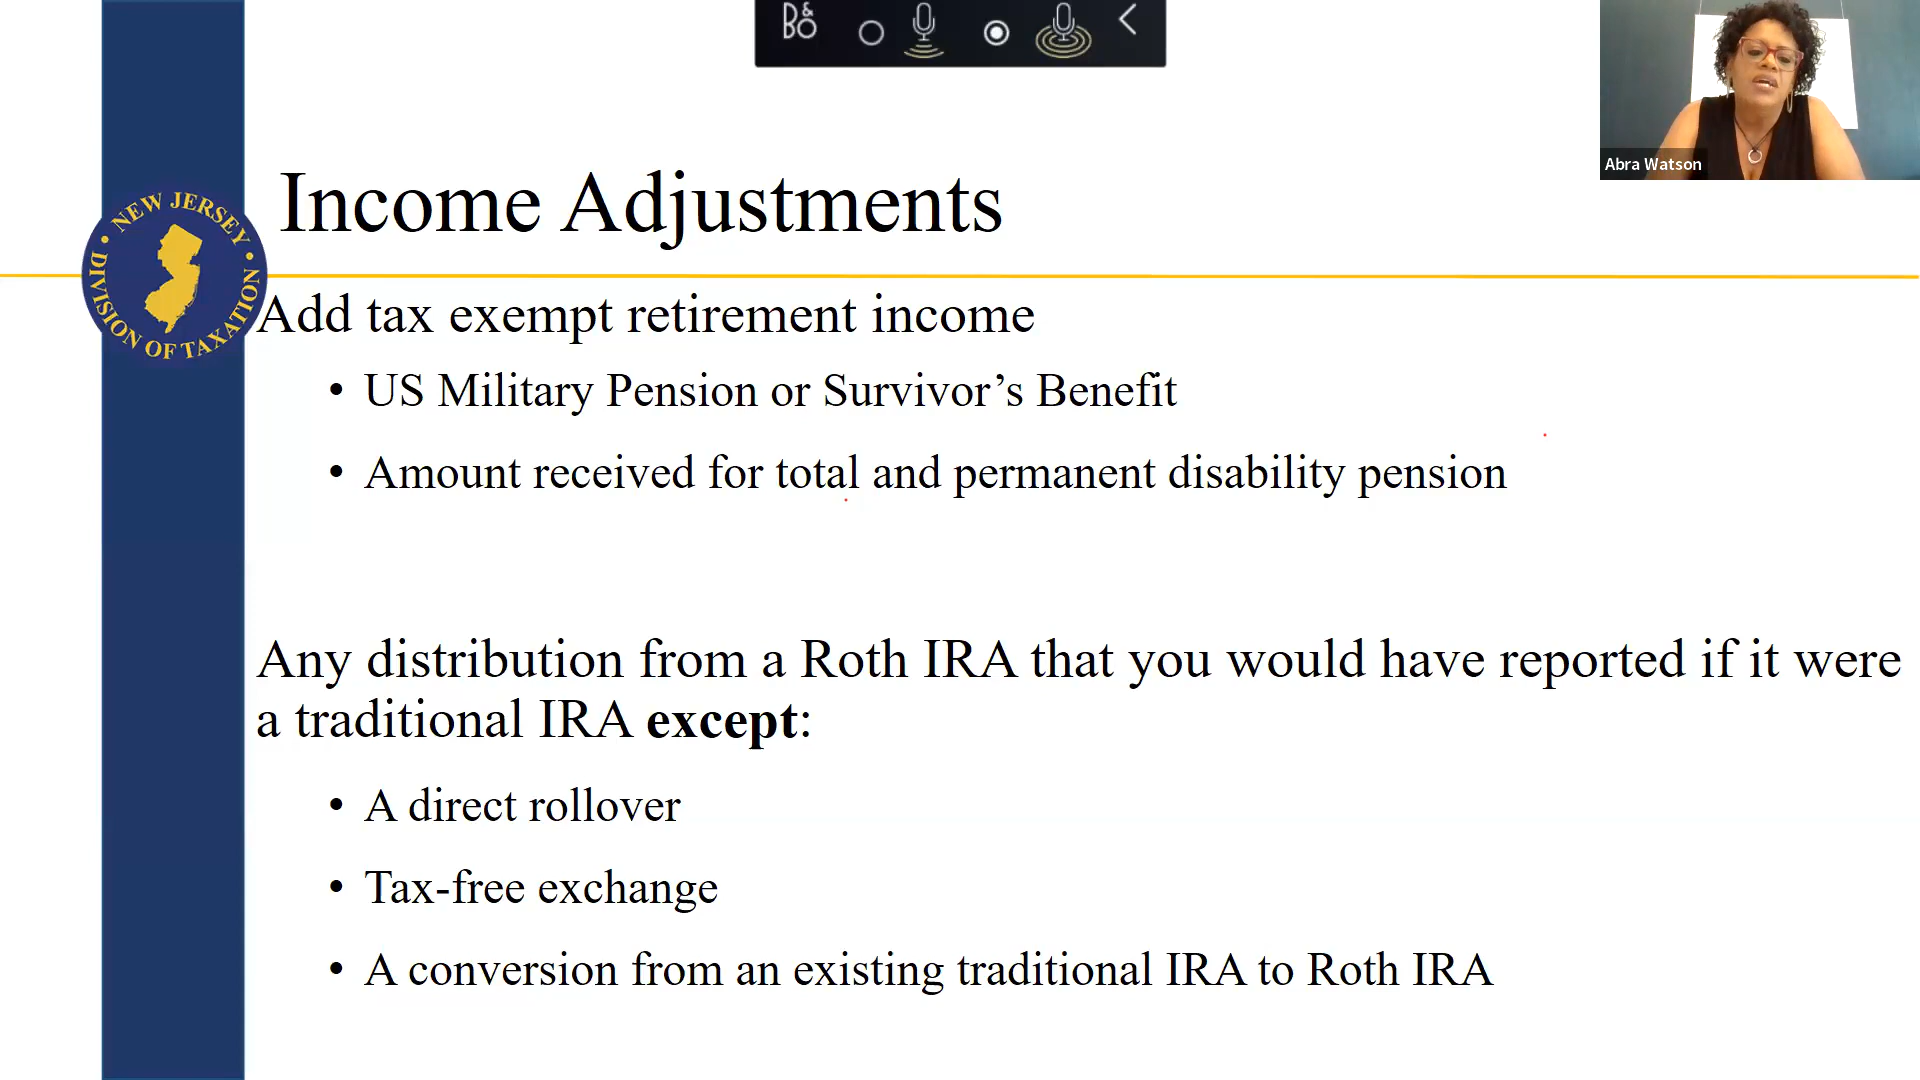 B&O
Abra Watson
Income Adjustments
• NEW JERSEY •
DIVISION OF TAXATION
Add tax exempt retirement income
• US Military Pension or Survivor’s Benefit
• Amount received for total and permanent disability pension
Any distribution from a Roth IRA that you would have reported if it were
a traditional IRA except:
• A direct rollover
• Tax-free exchange
• A conversion from an existing traditional IRA to Roth IRA